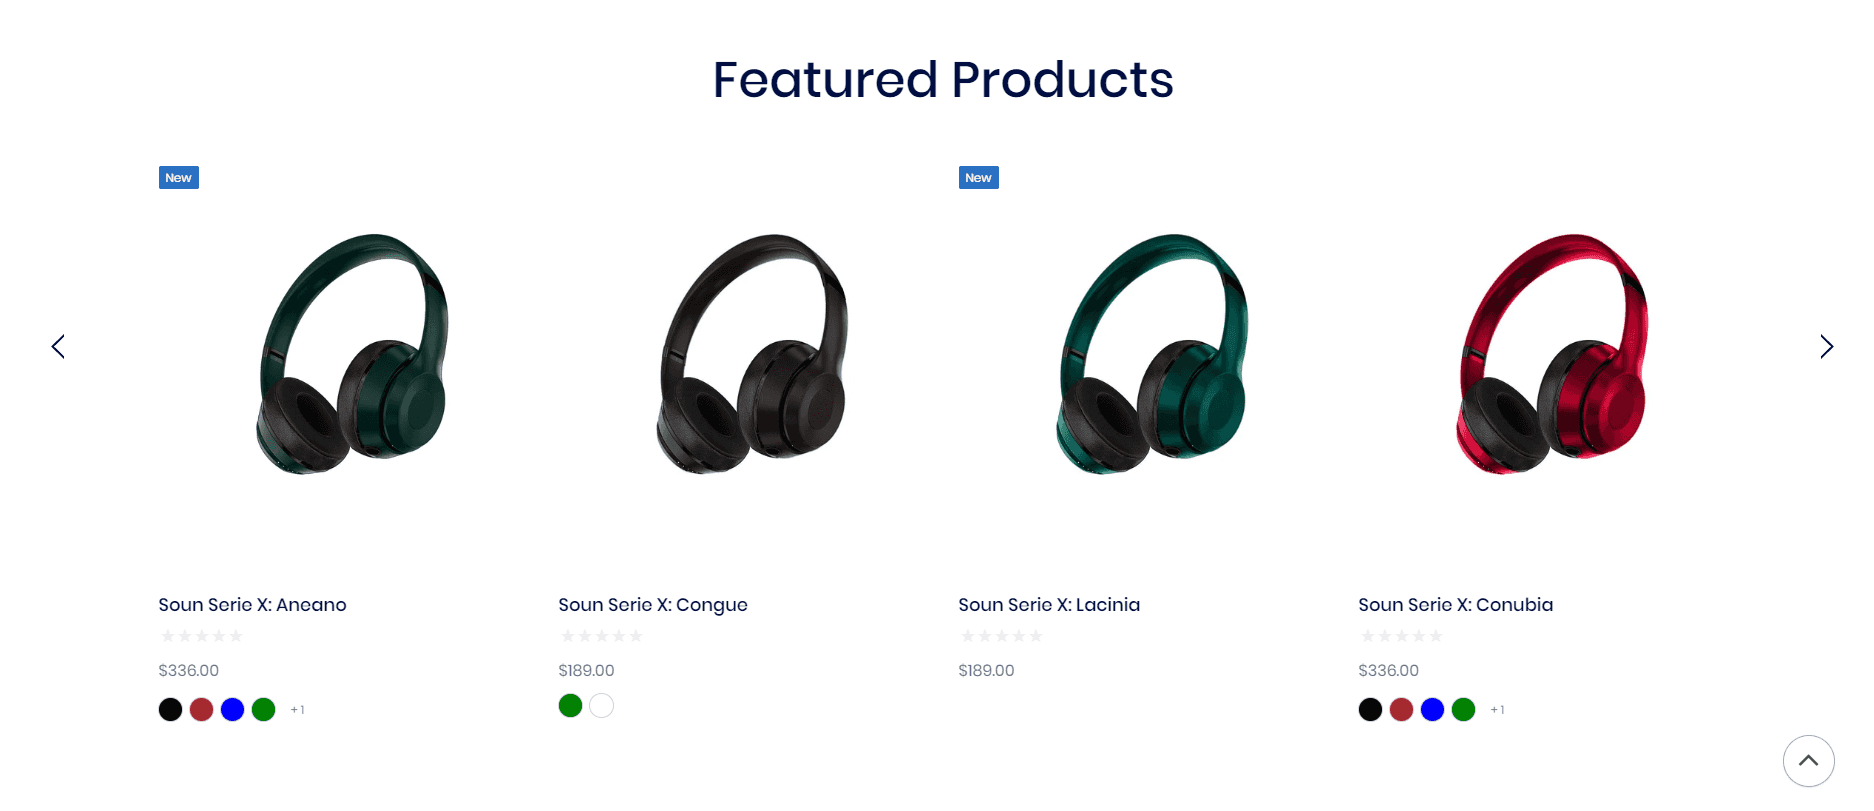 Featured Products
New
New
Soun Serie X: Aneano
$336.00
+ 1
Soun Serie X: Congue
$189.00
Soun Serie X: Lacinia
$189.00
Soun Serie X: Conubia
$336.00
+ 1